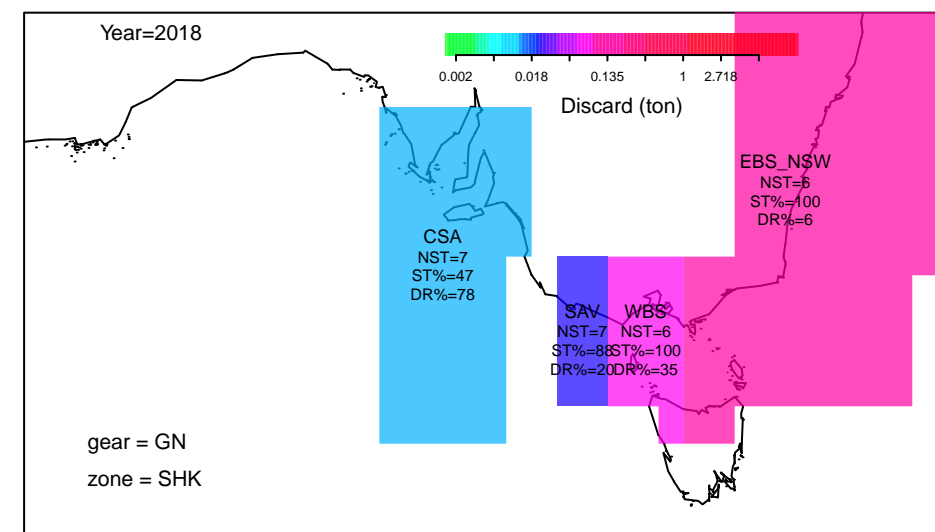 Year=2018
0.002 0.018 0.135 1 2.718
Discard (ton)
EBS_NSW
NST=6
ST%=100
DR%=6
CSA
NST=7
ST%=47
DR%=78
SAV
NST=7
ST%=88
DR%=20
WBS
NST=6
ST%=100
DR%=35
gear = GN
zone = SHK